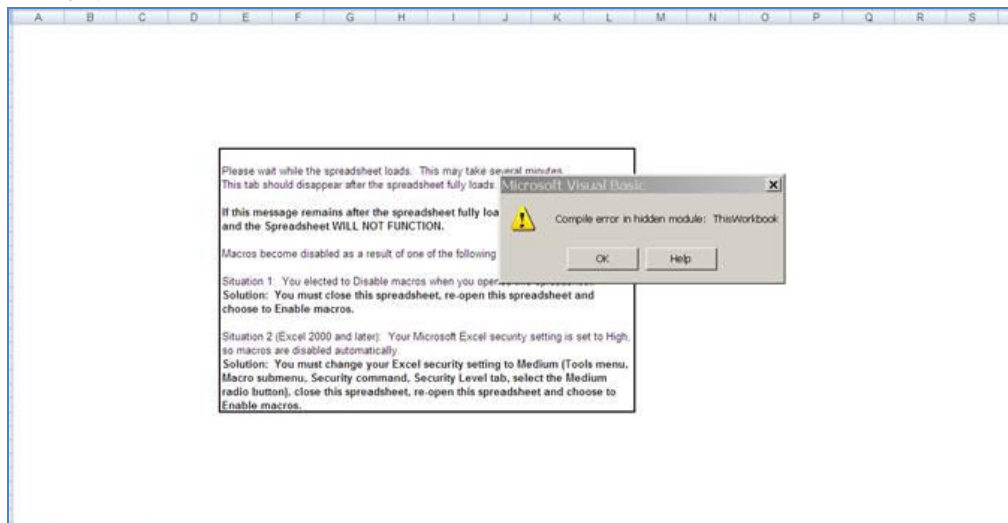 A B C D E F G H I J K L M N O P Q R S
Please wait while the spreadsheet loads. This may take several minutes.
This tab should disappear after the spreadsheet fully loads.
If this message remains after the spreadsheet fully loa
and the Spreadsheet WILL NOT FUNCTION.
Macros become disabled as a result of one of the following
Situation 1: You elected to Disable macros when you opened this spreadsheet.
Solution: You must close this spreadsheet, re-open this spreadsheet and
choose to Enable macros.
Situation 2 (Excel 2000 and later): Your Microsoft Excel security setting is set to High,
so macros are disabled automatically.
Solution: You must change your Excel security setting to Medium (Tools menu,
Macro submenu, Security command, Security Level tab, select the Medium
radio button), close this spreadsheet, re-open this spreadsheet and choose to
Enable macros.
Microsoft Visual Basic
Compile error in hidden module: ThisWorkbook
OK Help